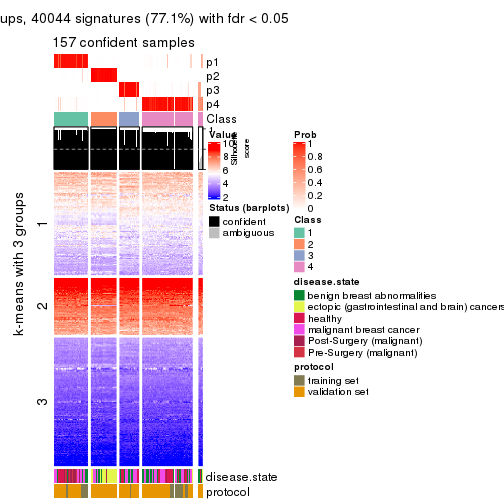 ups, 40044 signatures (77.1%) with fdr < 0.05
157 confident samples
p1
p2
p3
p4
Class
1
Silhouette
score
k-means with 3 groups
1
2
3
disease.state
protocol
Value
10
8
6
4
2
Status (barplots)
confident
ambiguous
Prob
1
0.8
0.6
0.4
0.2
0
Class
1
2
3
4
disease.state
benign breast abnormalities
ectopic (gastrointestinal and brain) cancers
healthy
malignant breast cancer
Post-Surgery (malignant)
Pre-Surgery (malignant)
protocol
training set
validation set